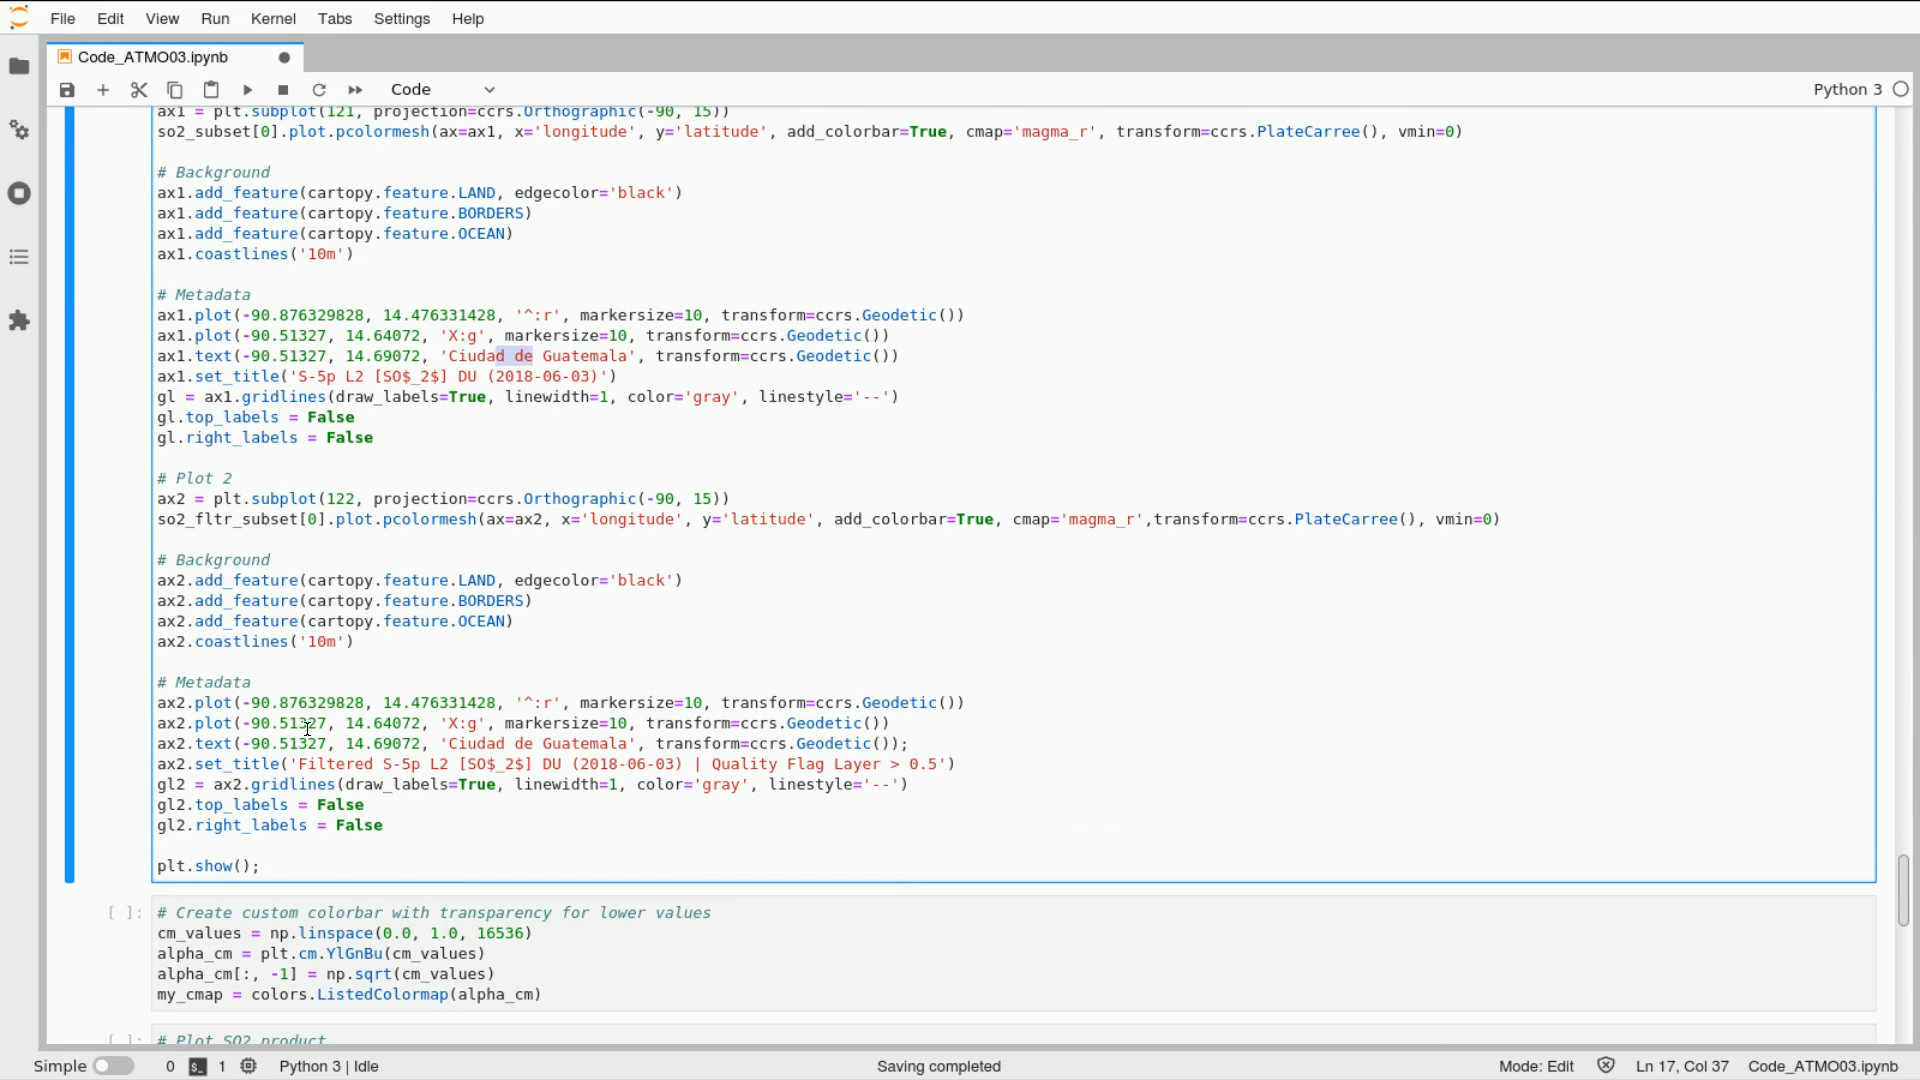 File Edit View Run Kernel Tabs Settings Help
Code_ATMO03.ipynb
Code Python 3
ax1 = plt.subplot(121, projection=ccrs.Orthographic(-90, 15))
so2_subset[0].plot.pcolormesh(ax=ax1, x='longitude', y='latitude', add_colorbar=True, cmap='magma_r', transform=ccrs.PlateCarree(), vmin=0)
# Background
ax1.add_feature(cartopy.feature.LAND, edgecolor='black')
ax1.add_feature(cartopy.feature.BORDERS)
ax1.add_feature(cartopy.feature.OCEAN)
ax1.coastlines('10m')
# Metadata
ax1.plot(-90.876329828, 14.476331428, '^:r', markersize=10, transform=ccrs.Geodetic())
ax1.plot(-90.51327, 14.64072, 'X:g', markersize=10, transform=ccrs.Geodetic())
ax1.text(-90.51327, 14.69072, 'Ciudad de Guatemala', transform=ccrs.Geodetic())
ax1.set_title('S-5p L2 [SO$_2$] DU (2018-06-03)')
gl = ax1.gridlines(draw_labels=True, linewidth=1, color='gray', linestyle='--')
gl.top_labels = False
gl.right_labels = False
# Plot 2
ax2 = plt.subplot(122, projection=ccrs.Orthographic(-90, 15))
so2_fltr_subset[0].plot.pcolormesh(ax=ax2, x='longitude', y='latitude', add_colorbar=True, cmap='magma_r',transform=ccrs.PlateCarree(), vmin=0)
# Background
ax2.add_feature(cartopy.feature.LAND, edgecolor='black')
ax2.add_feature(cartopy.feature.BORDERS)
ax2.add_feature(cartopy.feature.OCEAN)
ax2.coastlines('10m')
# Metadata
ax2.plot(-90.876329828, 14.476331428, '^:r', markersize=10, transform=ccrs.Geodetic())
ax2.plot(-90.51327, 14.64072, 'X:g', markersize=10, transform=ccrs.Geodetic())
ax2.text(-90.51327, 14.69072, 'Ciudad de Guatemala', transform=ccrs.Geodetic());
ax2.set_title('Filtered S-5p L2 [SO$_2$] DU (2018-06-03) | Quality Flag Layer > 0.5')
gl2 = ax2.gridlines(draw_labels=True, linewidth=1, color='gray', linestyle='--')
gl2.top_labels = False
gl2.right_labels = False
plt.show();
[ ]: # Create custom colorbar with transparency for lower values
cm_values = np.linspace(0.0, 1.0, 16536)
alpha_cm = plt.cm.YlGnBu(cm_values)
alpha_cm[:, -1] = np.sqrt(cm_values)
my_cmap = colors.ListedColormap(alpha_cm)
[ ]: # Plot SO2 product
Simple 0 $_ 1 Python 3 | Idle Saving completed Mode: Edit Ln 17, Col 37 Code_ATMO03.ipynb